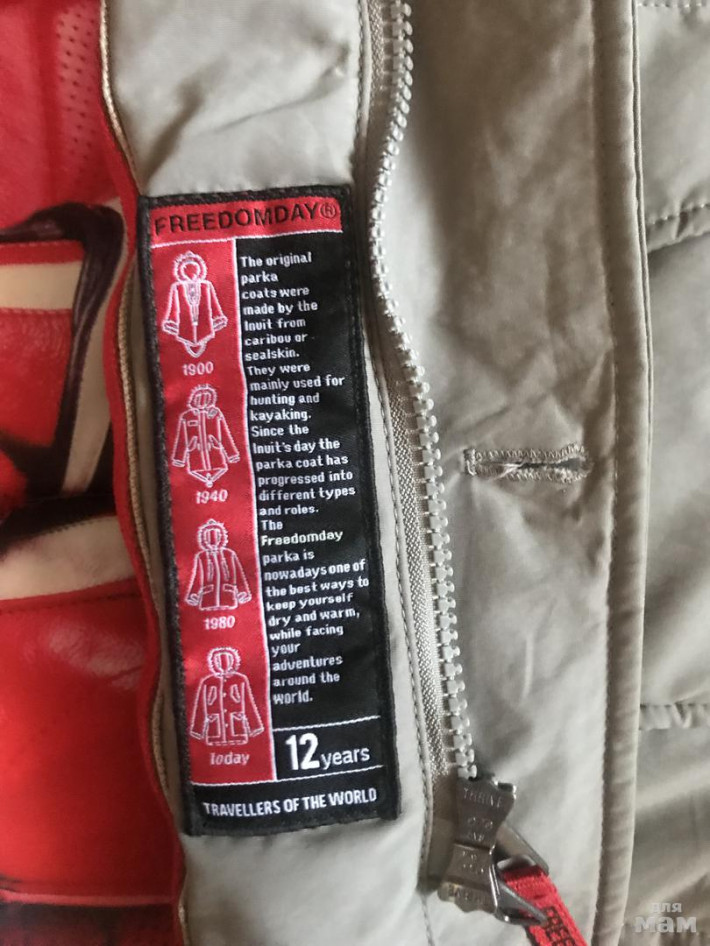 FREEDOMDAY®
The original
parka
coats were
made by the
Inuit from
caribou or
sealskin.
They were
mainly used for
hunting and
kayaking.
Since the
Inuit's day the
parka coat has
progressed into
different types
and roles.
The
Freedomday
parka is
nowadays one of
the best ways to
keep yourself
dry and warm,
while facing
your
adventures
around the
world.
1900
1940
1980
Today
12 years
TRAVELLERS OF THE WORLD
THRIVE
для
мам